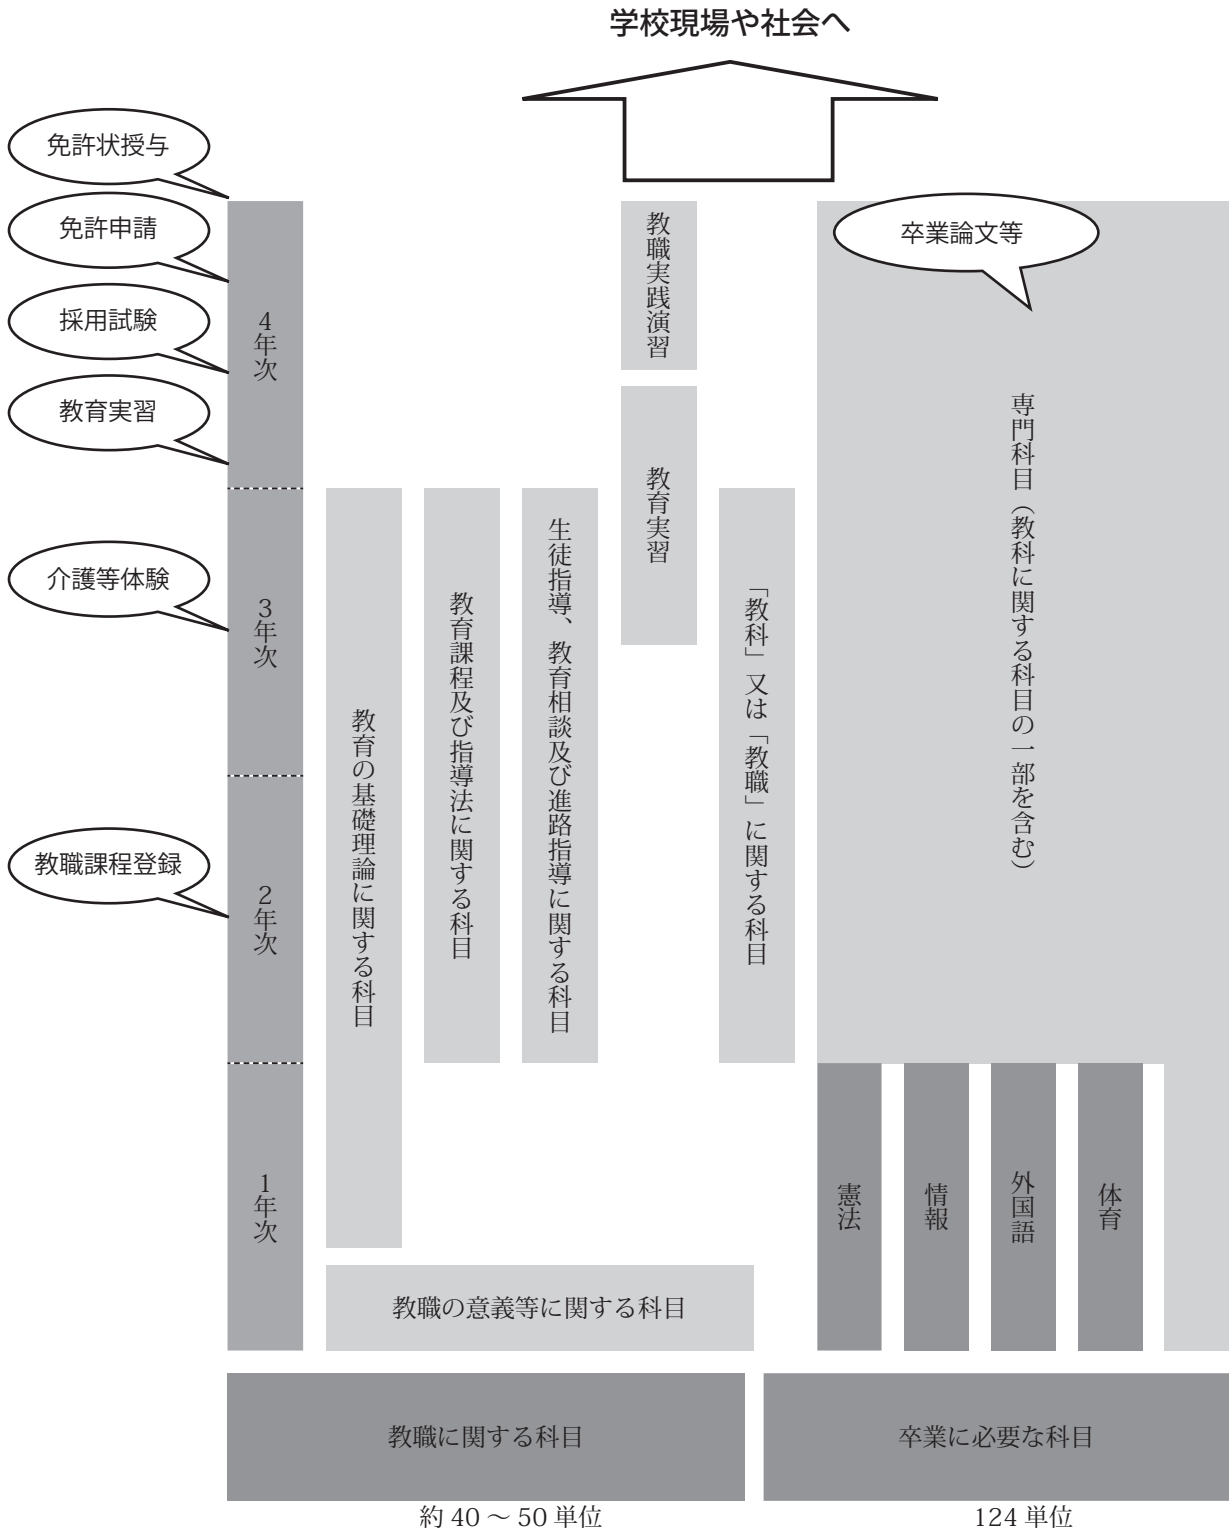 学校現場や社会へ
免許状授与
免許申請
採用試験
教育実習
介護等体験
教職課程登録
4年次
3年次
2年次
1年次
教育の基礎理論に関する科目
教育課程及び指導法に関する科目
生徒指導、教育相談及び進路指導に関する科目
教職実践演習
教育実習
「教科」又は「教職」に関する科目
卒業論文等
専門科目（教科に関する科目の一部を含む）
憲法
情報
外国語
体育
教職の意義等に関する科目
教職に関する科目
卒業に必要な科目
約 40 〜 50 単位
124 単位